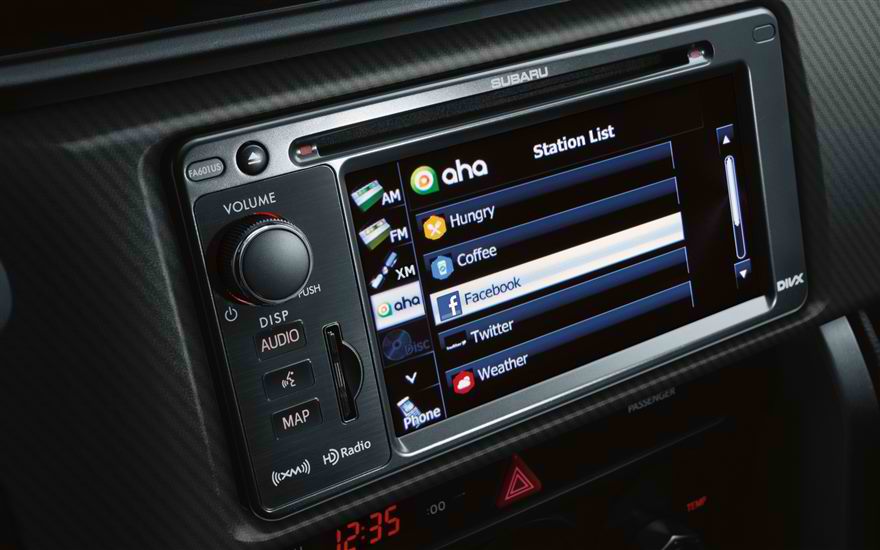 SUBARU
FA601US
VOLUME
PUSH
DISP
AUDIO
MAP
((XM))
HD Radio
AM
FM
XM
aha
Disc
Phone
aha
Station List
Hungry
Coffee
Facebook
Twitter
Weather
DIVX
PASSENGER
12:35
:00
TEMP